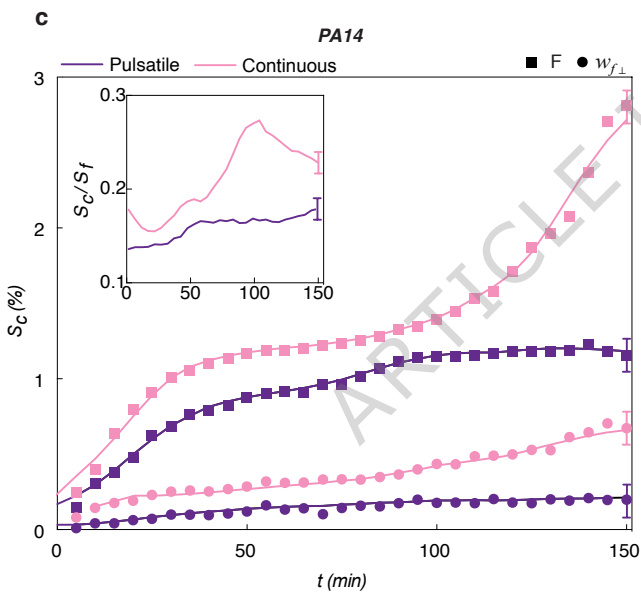 c
PA14
Pulsatile Continuous F w_{f⊥}
3
0.3
S_c/S_f
0.2
0.1
0 50 100 150
2
S_c (%)
1
0
0 50 100 150
t (min)
ARTICLE